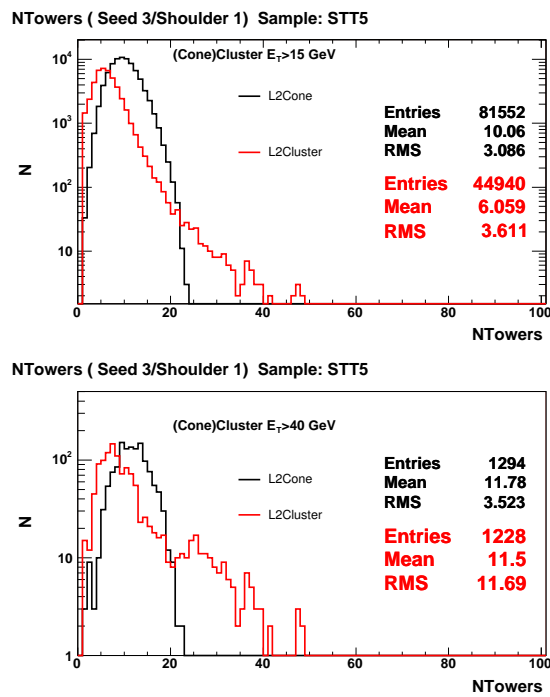 NTowers ( Seed 3/Shoulder 1)  Sample: STT5
(Cone)Cluster E_T>15 GeV
L2Cone
L2Cluster
Entries 81552
Mean 10.06
RMS 3.086
Entries 44940
Mean 6.059
RMS 3.611
N
10^4
10^3
10^2
10
0 20 40 60 80 100
NTowers
NTowers ( Seed 3/Shoulder 1)  Sample: STT5
(Cone)Cluster E_T>40 GeV
L2Cone
L2Cluster
Entries 1294
Mean 11.78
RMS 3.523
Entries 1228
Mean 11.5
RMS 11.69
N
10^2
10
1
0 20 40 60 80 100
NTowers